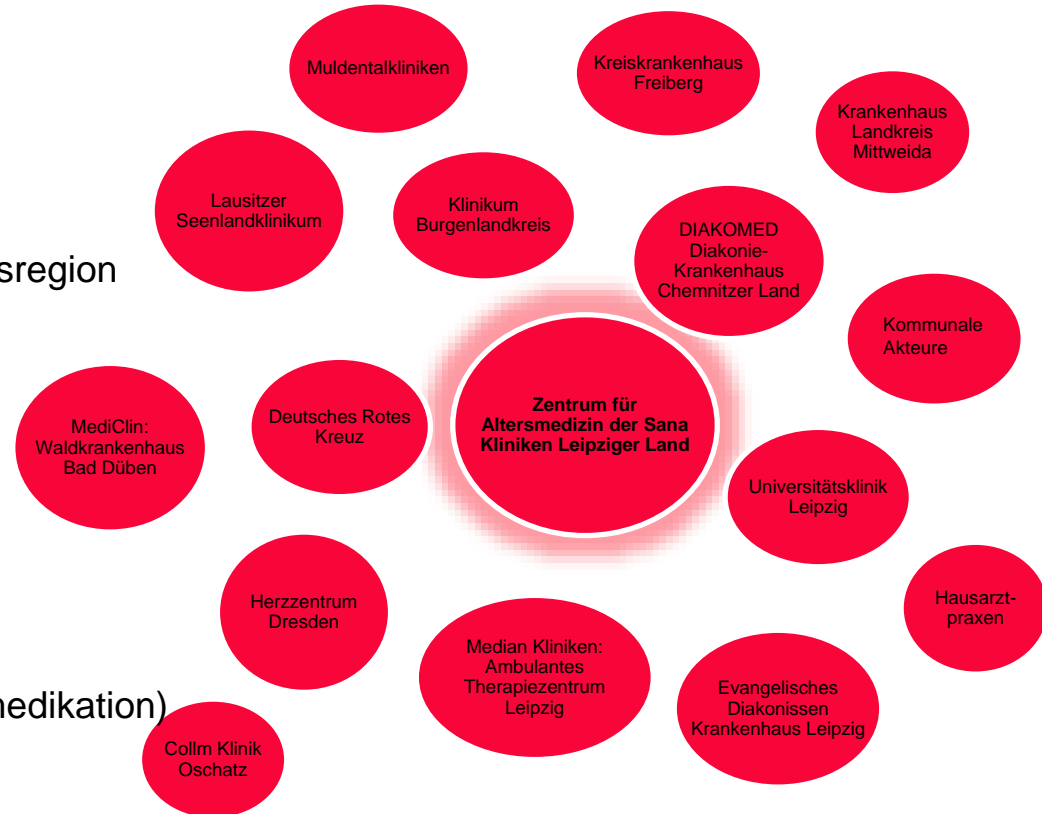 Muldentalkliniken
Kreiskrankenhaus
Freiberg
Krankenhaus
Landkreis
Mittweida
Lausitzer
Seenlandklinikum
Klinikum
Burgenlandkreis
DIAKOMED
Diakonie-
Krankenhaus
Chemnitzer Land
sregion
Kommunale
Akteure
MediClin:
Waldkrankenhaus
Bad Düben
Deutsches Rotes
Kreuz
Zentrum für
Altersmedizin der Sana
Kliniken Leipziger Land
Universitätsklinik
Leipzig
Herzzentrum
Dresden
Hausarzt-
praxen
Median Kliniken:
Ambulantes
Therapiezentrum
Leipzig
Evangelisches
Diakonissen
Krankenhaus Leipzig
nedikation)
Collm Klinik
Oschatz